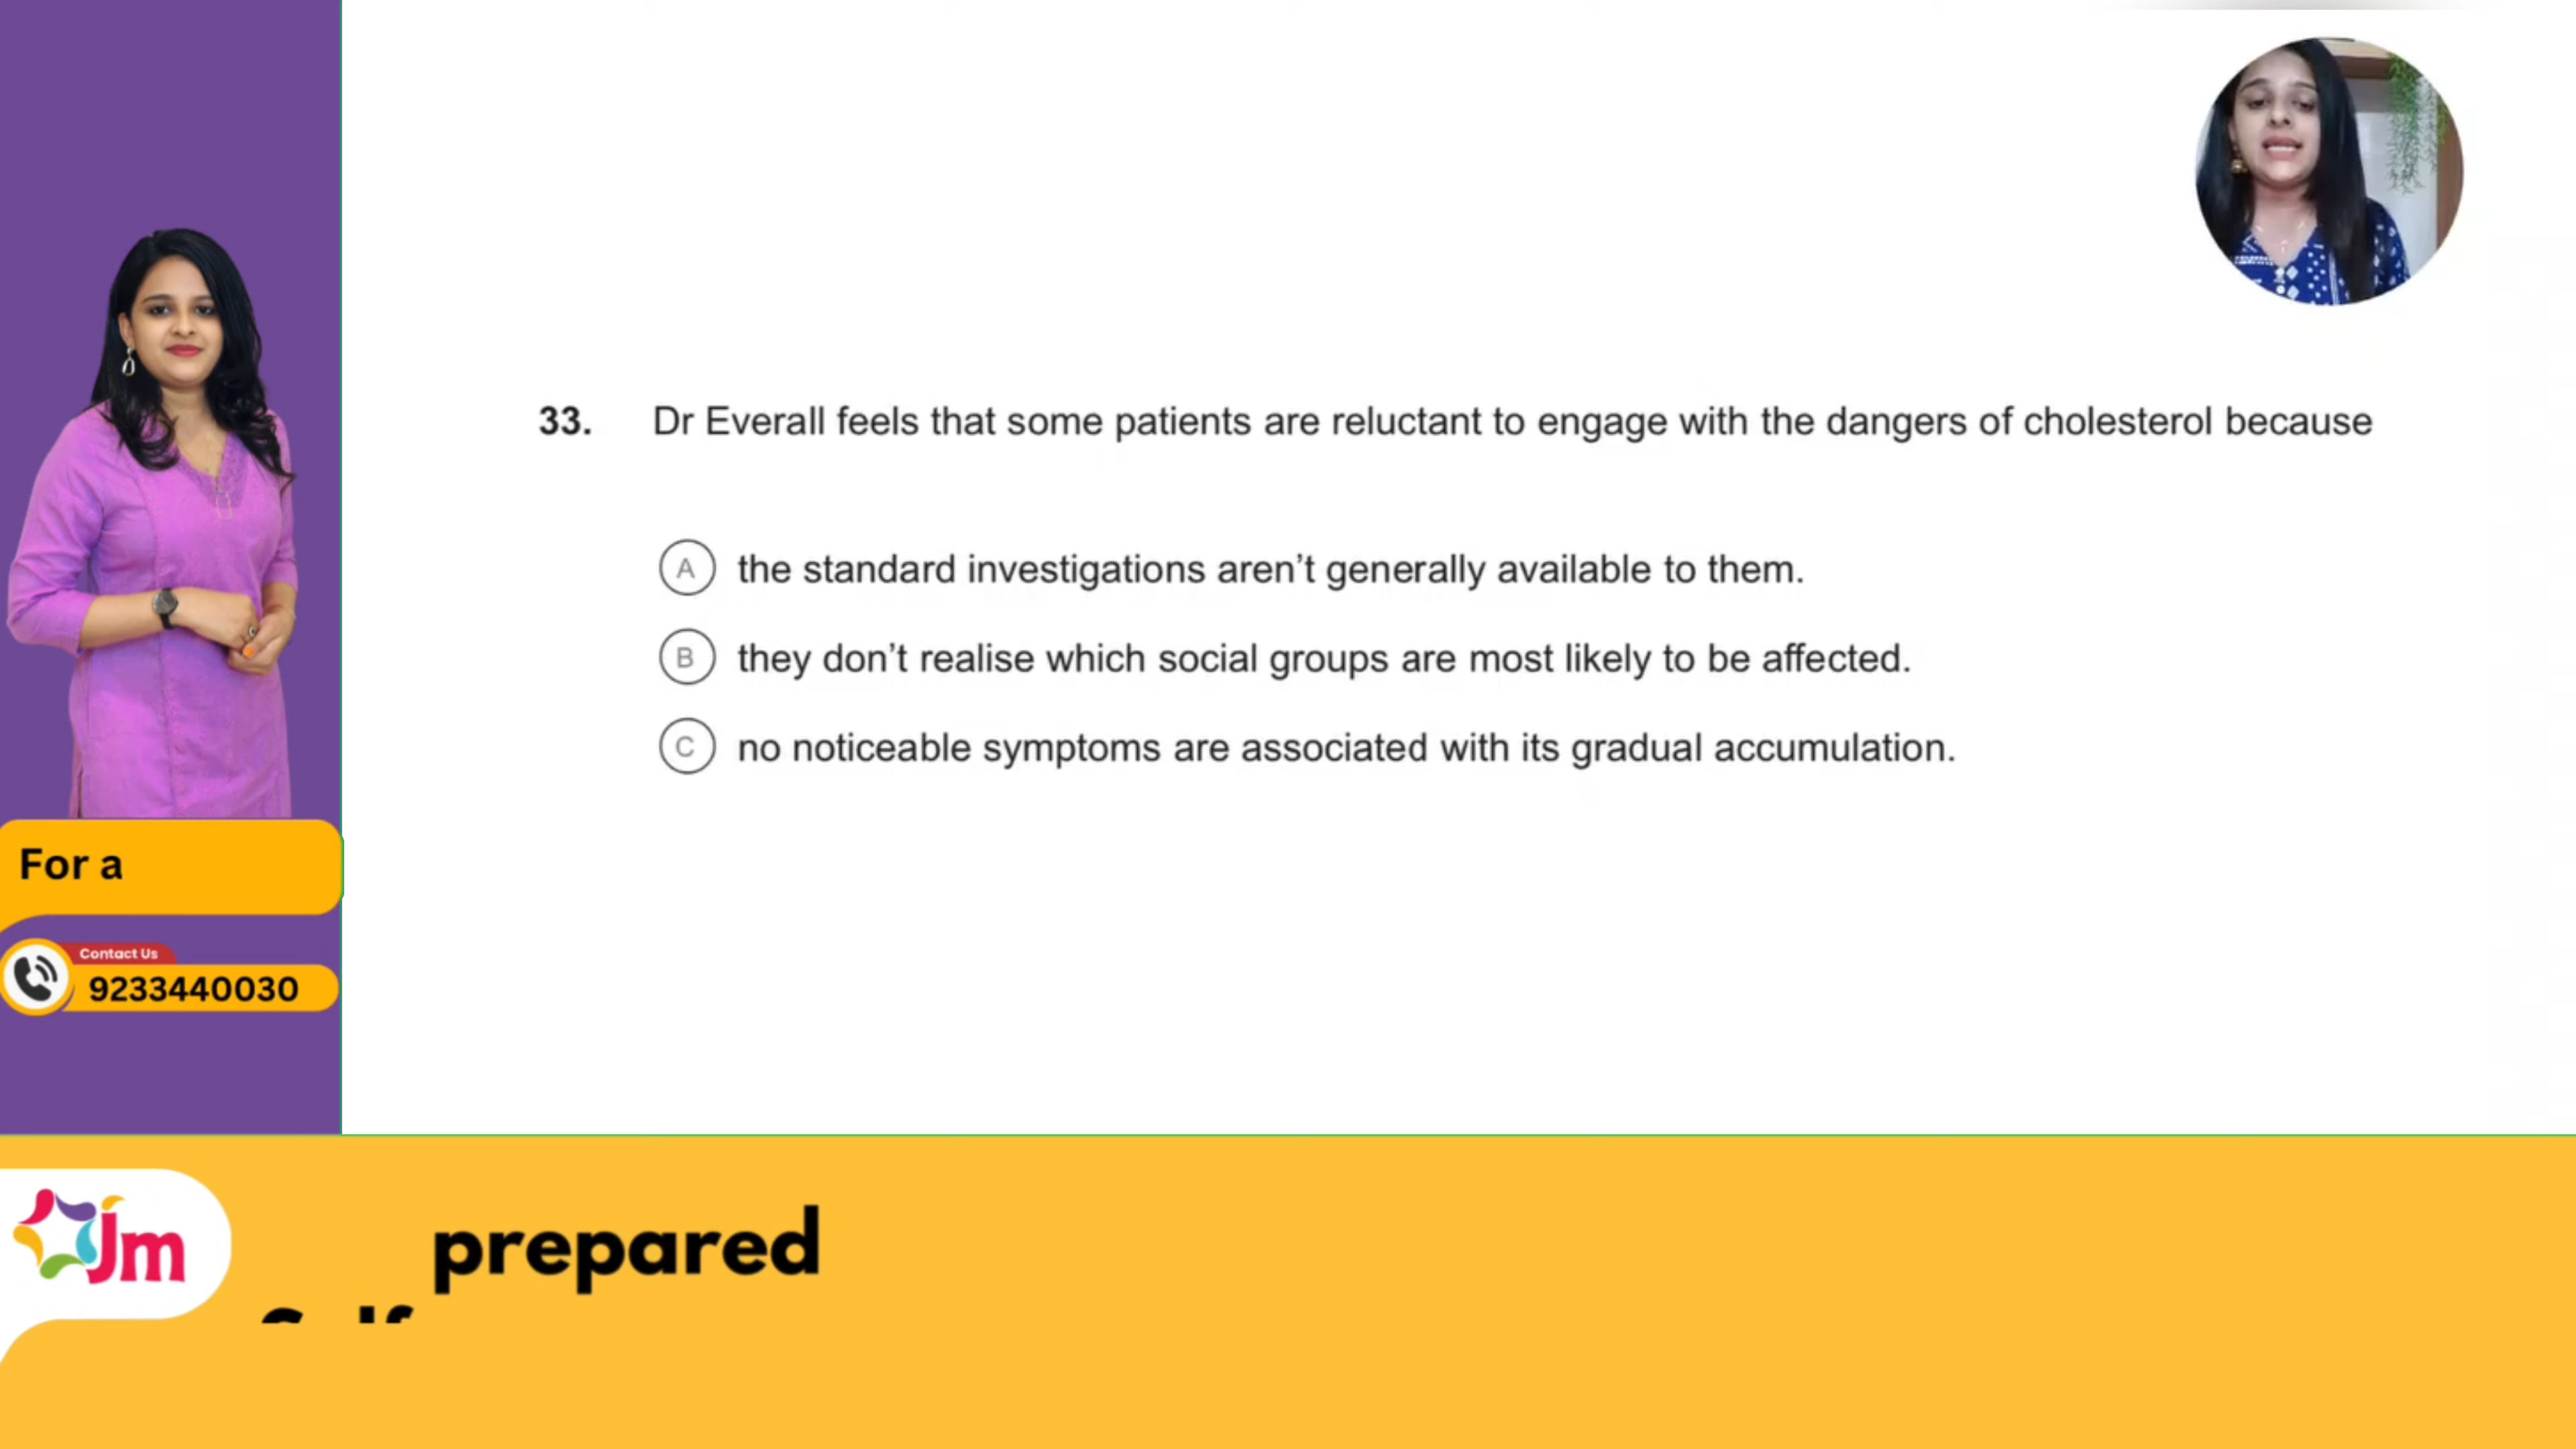 33. Dr Everall feels that some patients are reluctant to engage with the dangers of cholesterol because
A the standard investigations aren't generally available to them.
B they don't realise which social groups are most likely to be affected.
C no noticeable symptoms are associated with its gradual accumulation.
For a
Contact Us
9233440030
Jm
prepared